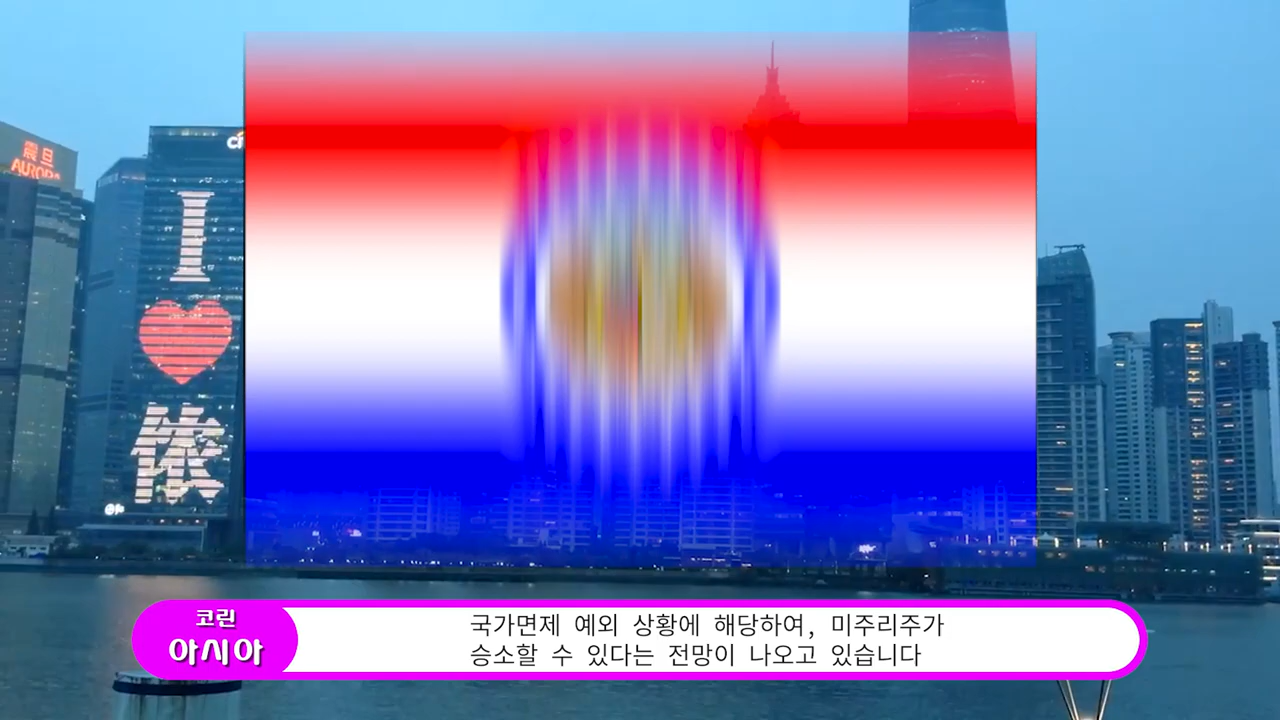 震旦
AURORA
citi
I
侬
코린
아시아
국가면제 예외 상황에 해당하여, 미주리주가
승소할 수 있다는 전망이 나오고 있습니다